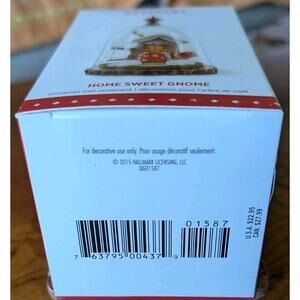 HOME SWEET GNOME
christmas tree ornament | décoration pour l'arbre de noël
For decorative use only. Pour usage décoratif seulement.
© 2015 HALLMARK LICENSING, LLC
QGO1587
01587
7 63795 00437 9
U.S.A. $22.95
CAN. $27.99